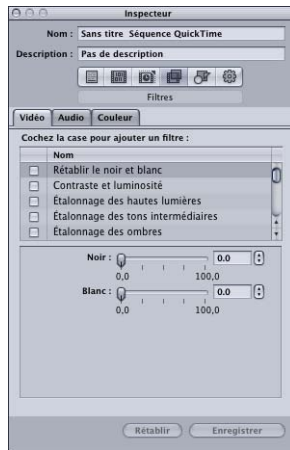 Inspecteur
Nom : Sans titre Séquence QuickTime
Description : Pas de description
Filtres
Vidéo Audio Couleur
Cochez la case pour ajouter un filtre :
Nom
Rétablir le noir et blanc
Contraste et luminosité
Étalonnage des hautes lumières
Étalonnage des tons intermédiaires
Étalonnage des ombres
Noir : 0.0
0,0 100,0
Blanc : 0.0
0,0 100,0
Rétablir Enregistrer